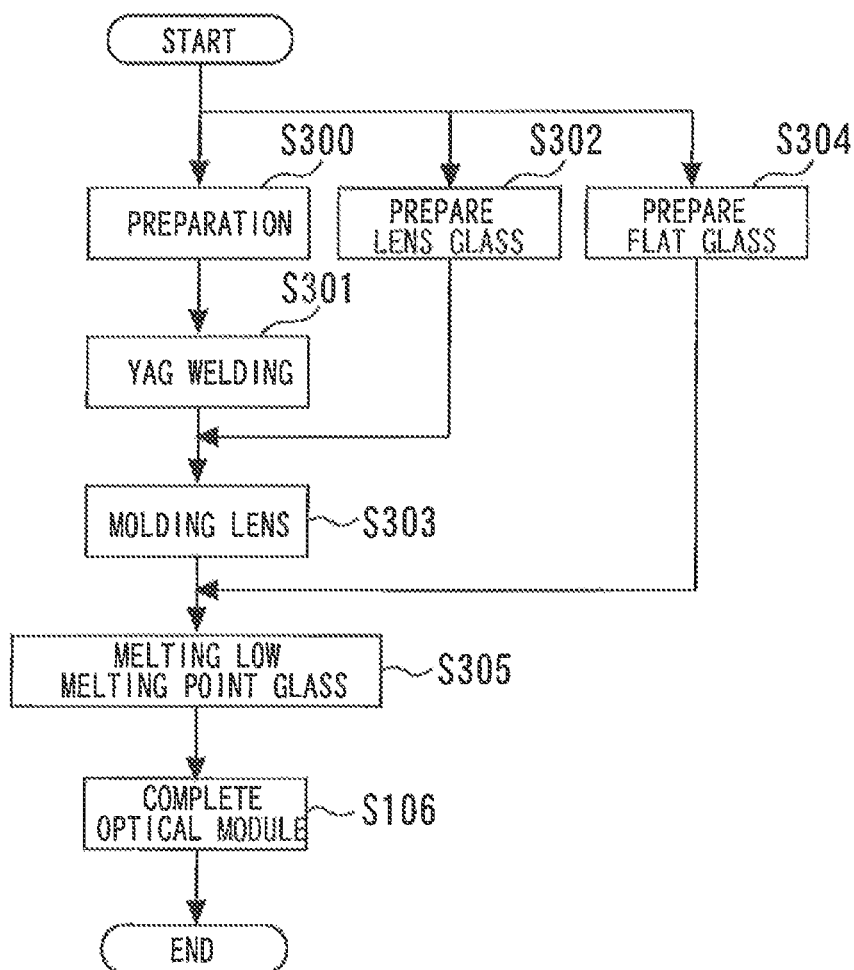 START
S300
S302
S304
PREPARATION
PREPARE
LENS GLASS
PREPARE
FLAT GLASS
S301
YAG WELDING
MOLDING LENS
S303
MELTING LOW
MELTING POINT GLASS
S305
COMPLETE
OPTICAL MODULE
S106
END